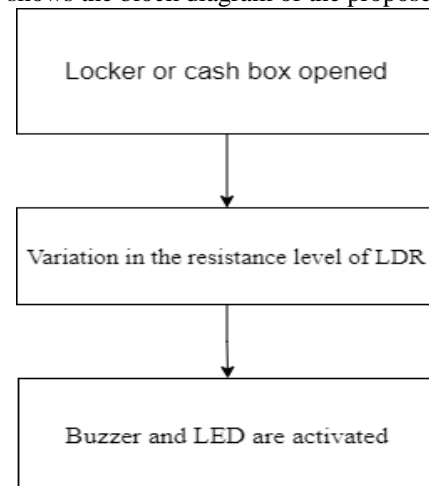 shows the block diagram of the propose
Locker or cash box opened
Variation in the resistance level of LDR
Buzzer and LED are activated